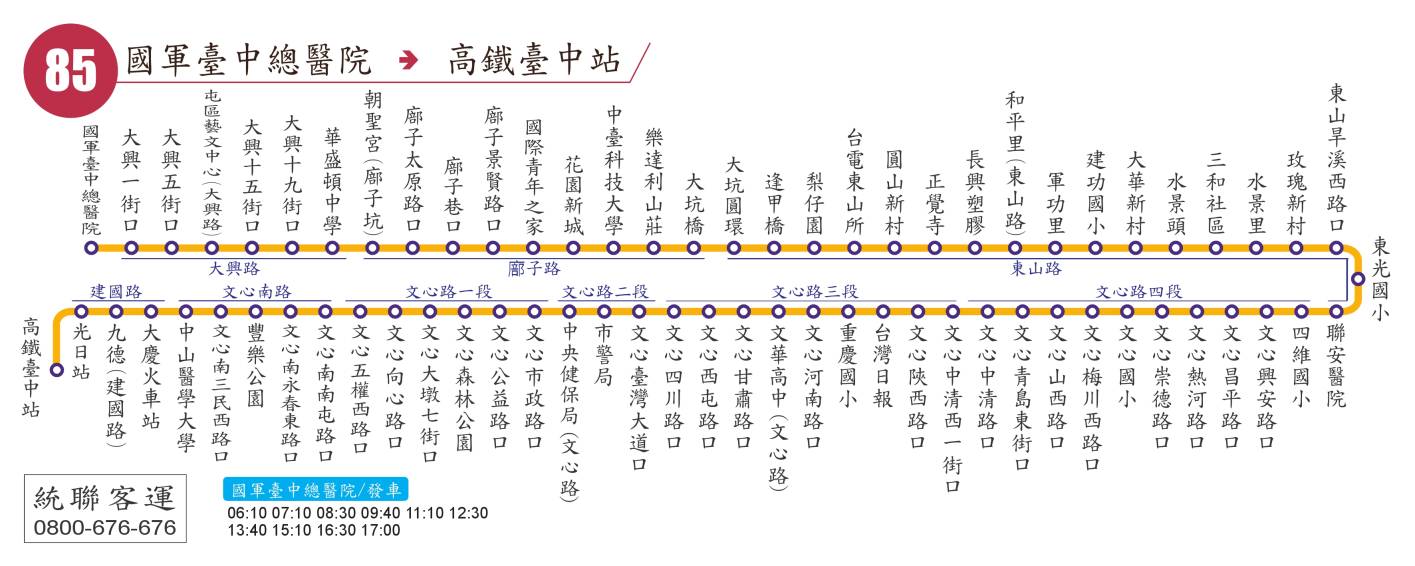 85
國軍臺中總醫院 → 高鐵臺中站
國軍臺中總醫院
大興一街口
大興五街口
屯區藝文中心(大興路)
大興十五街口
大興十九街口
華盛頓中學
朝聖宮(廍子坑)
廍子太原路口
廍子巷口
廍子景賢路口
國際青年之家
花園新城
中臺科技大學
樂達利山莊
大坑橋
大坑圓環
逢甲橋
梨仔園
台電東山所
圓山新村
正覺寺
長興塑膠
和平里(東山路)
軍功里
建功國小
大華新村
水景頭
三和社區
水景里
玫瑰新村
東山旱溪西路口
大興路
廍子路
東山路
東光國小
建國路
文心南路
文心路一段
文心路二段
文心路三段
文心路四段
高鐵臺中站
光日站
九德(建國路)
大慶火車站
中山醫學大學
文心南三民西路口
豐樂公園
文心南永春東路口
文心南南屯路口
文心五權西路口
文心向心路口
文心大墩七街口
文心森林公園
文心公益路口
文心市政路口
中央健保局(文心路)
市警局
文心臺灣大道口
文心四川路口
文心西屯路口
文心甘肅路口
文華高中(文心路)
文心河南路口
重慶國小
台灣日報
文心陝西路口
文心中清西一街口
文心中清路口
文心青島東街口
文心山西路口
文心梅川西路口
文心國小
文心崇德路口
文心熱河路口
文心昌平路口
文心興安路口
四維國小
聯安醫院
統聯客運
0800-676-676
國軍臺中總醫院/發車
06:10 07:10 08:30 09:40 11:10 12:30
13:40 15:10 16:30 17:00